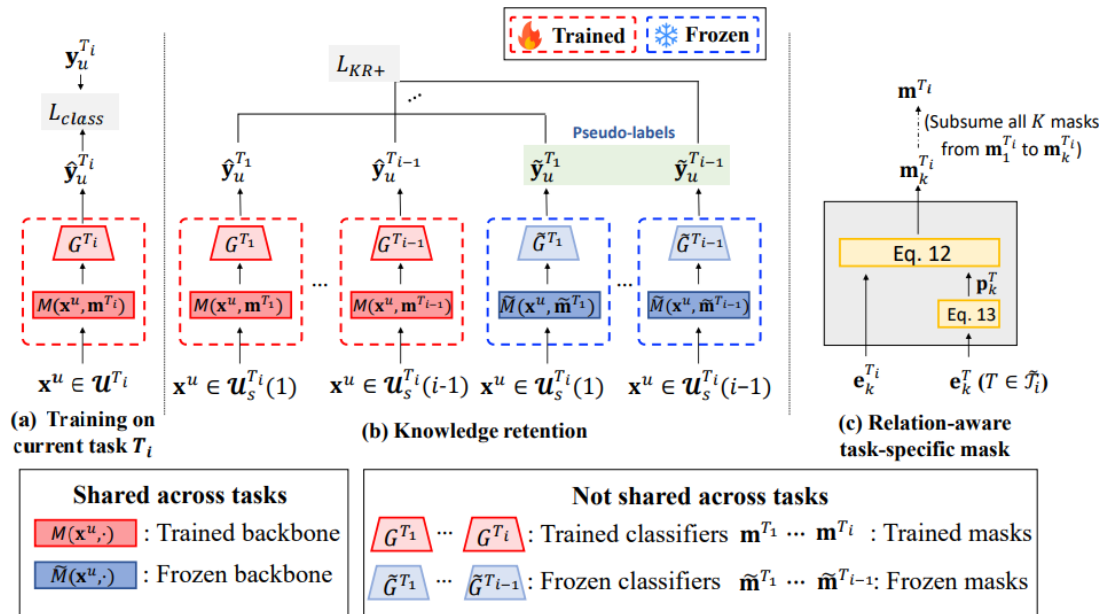 🔥 Trained ❄ Frozen
y_u^{T_i}
L_{class}
ŷ_u^{T_i}
G^{T_i}
M(x^u, m^{T_i})
x^u ∈ U^{T_i}
(a) Training on
current task T_i
L_{KR+}
...
Pseudo-labels
ŷ_u^{T_1} ŷ_u^{T_{i-1}} ỹ_u^{T_1} ỹ_u^{T_{i-1}}
G^{T_1} G^{T_{i-1}} G̃^{T_1} G̃^{T_{i-1}}
... ...
M(x^u, m^{T_1}) M(x^u, m^{T_{i-1}}) M̃(x^u, m̃^{T_1}) M̃(x^u, m̃^{T_{i-1}})
x^u ∈ U_s^{T_i}(1) x^u ∈ U_s^{T_i}(i-1) x^u ∈ U_s^{T_i}(1) x^u ∈ U_s^{T_i}(i-1)
(b) Knowledge retention
m^{T_i}
(Subsume all K masks
from m_1^{T_i} to m_k^{T_i})
m_k^{T_i}
Eq. 12
p_k^T
Eq. 13
e_k^{T_i} e_k^T (T ∈ 𝒯̃_i)
(c) Relation-aware
task-specific mask
Shared across tasks
M(x^u,·) : Trained backbone
M̃(x^u,·) : Frozen backbone
Not shared across tasks
G^{T_1} ... G^{T_i} : Trained classifiers m^{T_1} ... m^{T_i} : Trained masks
G̃^{T_1} ... G̃^{T_{i-1}} : Frozen classifiers m̃^{T_1} ... m̃^{T_{i-1}}: Frozen masks